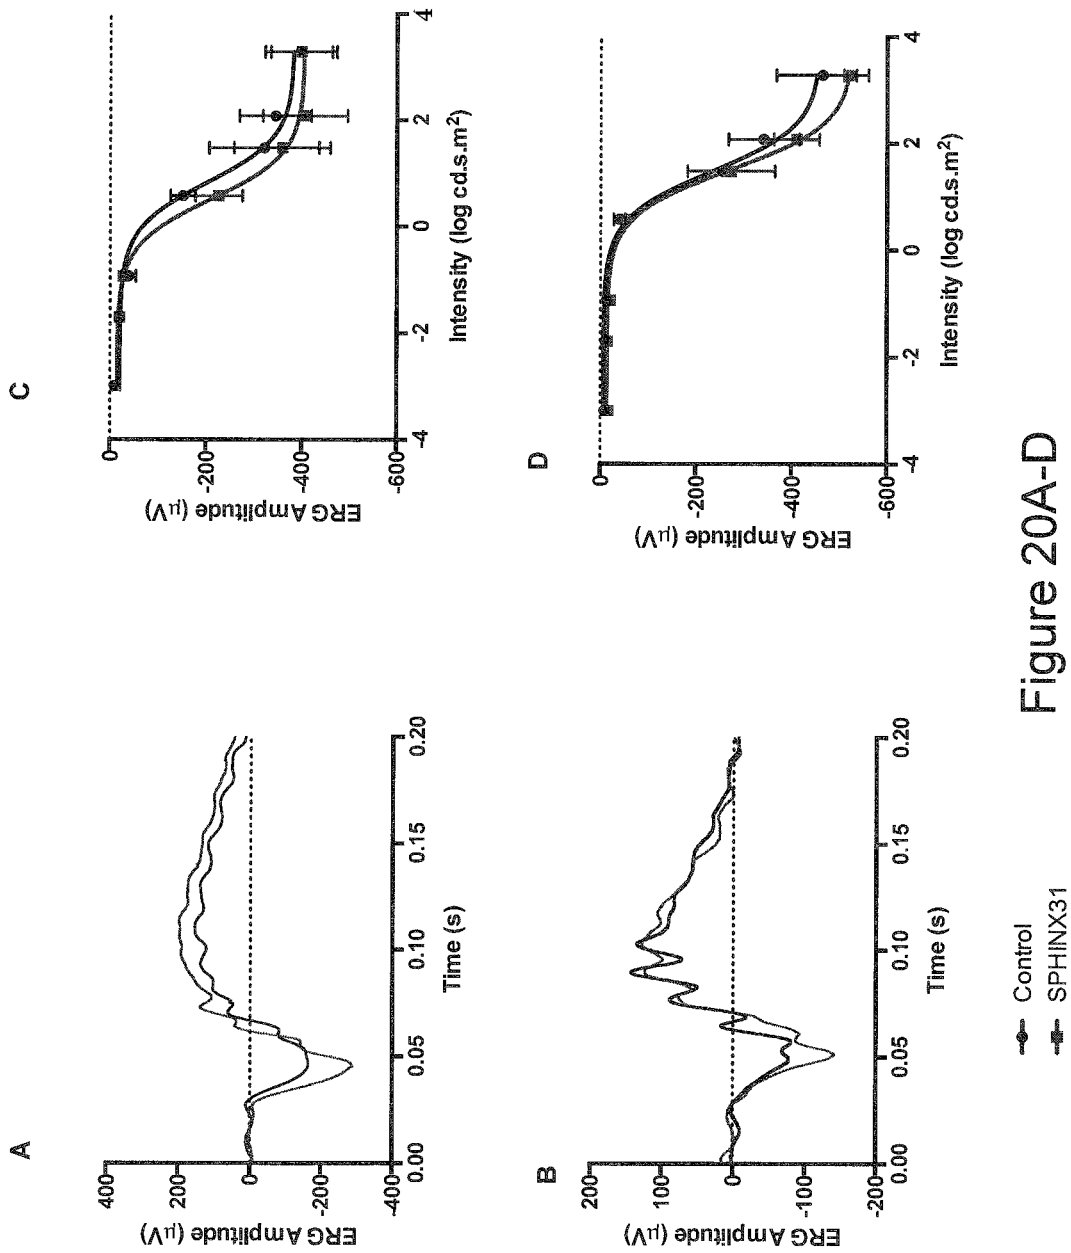 A
400
200
0
-200
-400
ERG Amplitude (μV)
0.00
0.05
0.10
0.15
0.20
Time (s)
C
0
-200
-400
-600
ERG Amplitude (μV)
-4
-2
0
2
4
Intensity (log cd.s.m²)
B
200
100
0
-100
-200
ERG Amplitude (μV)
0.00
0.05
0.10
0.15
0.20
Time (s)
D
0
-200
-400
-600
ERG Amplitude (μV)
-4
-2
0
2
4
Intensity (log cd.s.m²)
Control
SPHINX31
Figure 20A-D